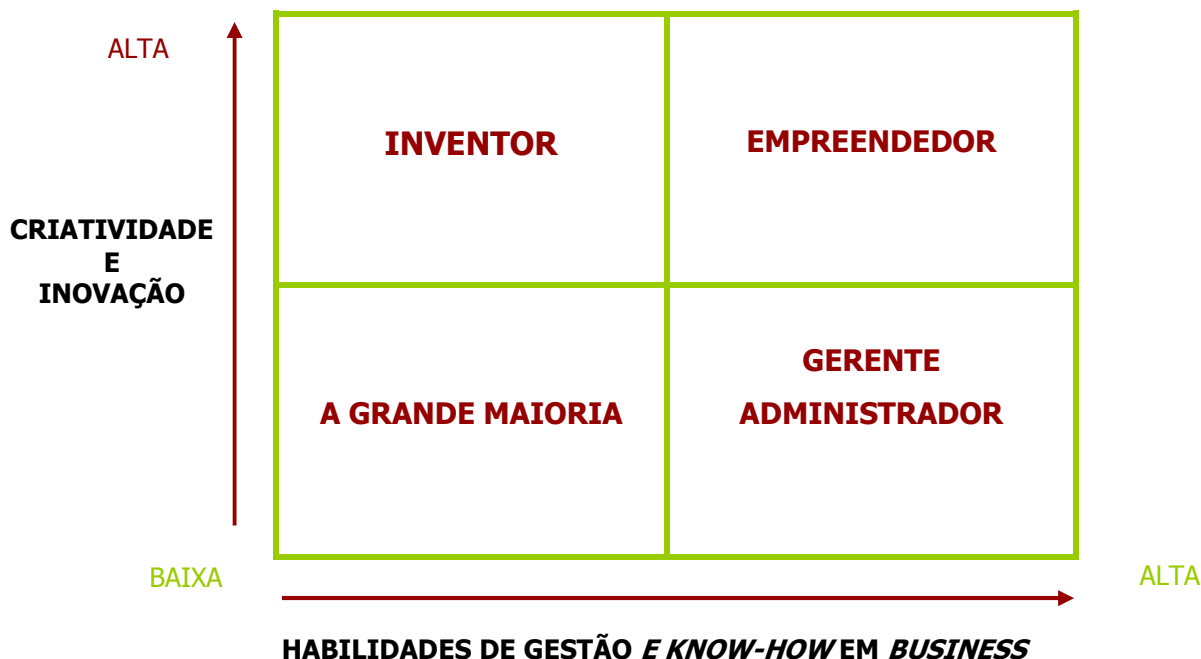 ALTA
INVENTOR
EMPREENDEDOR
CRIATIVIDADE
E
INOVAÇÃO
A GRANDE MAIORIA
GERENTE
ADMINISTRADOR
BAIXA
ALTA
HABILIDADES DE GESTÃO E KNOW-HOW EM BUSINESS